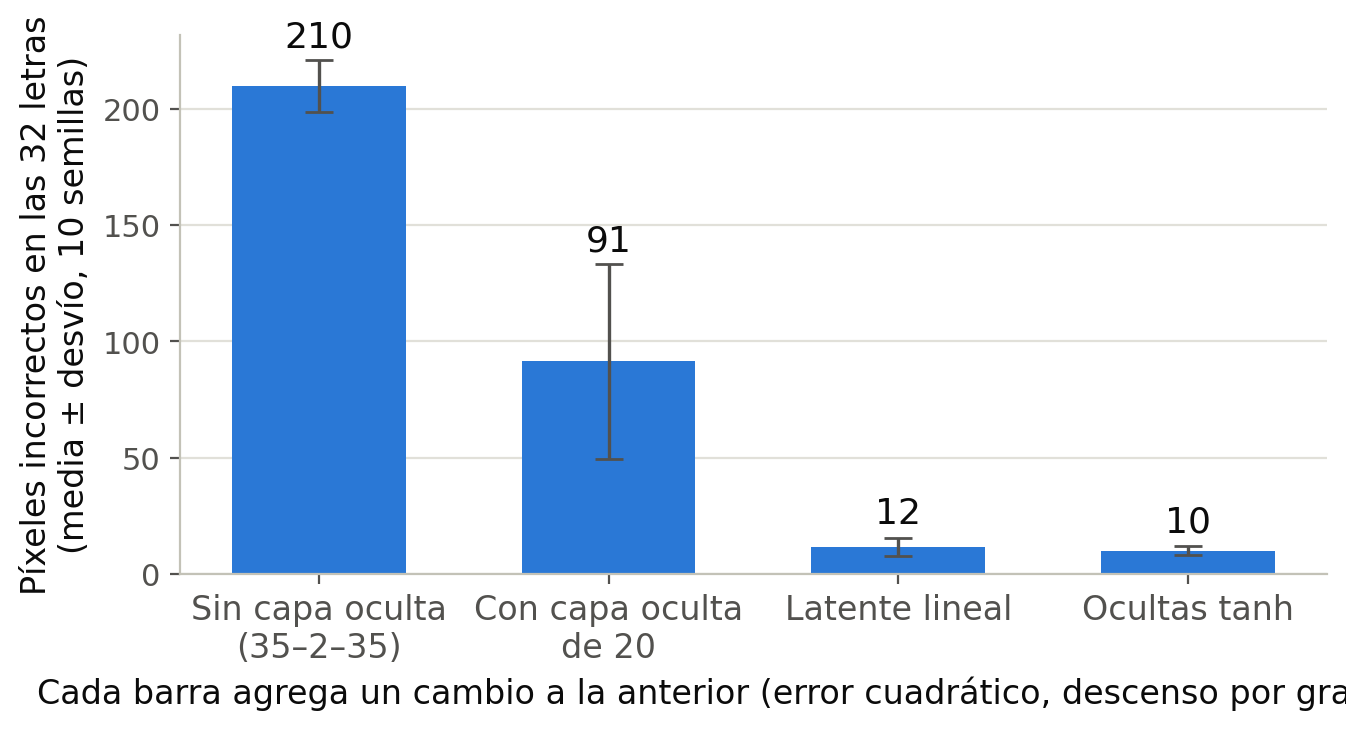 Píxeles incorrectos en las 32 letras
(media ± desvío, 10 semillas)
200
150
100
50
0
210
91
12
10
Sin capa oculta
(35–2–35)
Con capa oculta
de 20
Latente lineal
Ocultas tanh
Cada barra agrega un cambio a la anterior (error cuadrático, descenso por